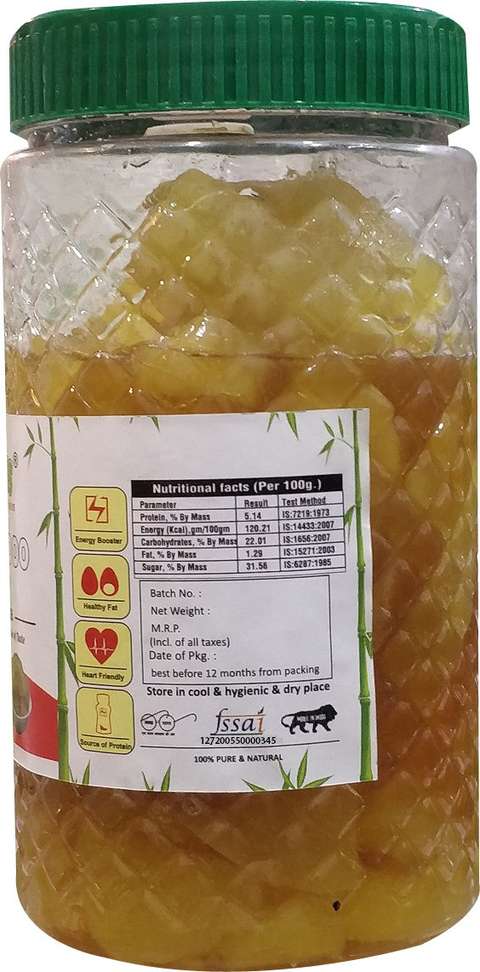 Nutritional facts (Per 100g.)
Parameter Result Test Method
Protein, % By Mass 5.14 IS:7219:1973
Energy (Kcal),gm/100gm 120.21 IS:14433:2007
Carbohydrates, % By Mass 22.01 IS:1656:2007
Fat, % By Mass 1.29 IS:15271:2003
Sugar, % By Mass 31.56 IS:6287:1985
Energy Booster
Healthy Fat
Heart Friendly
Source of Protein
Batch No. :
Net Weight :
M.R.P.
(Incl. of all taxes)
Date of Pkg. :
best before 12 months from packing
Store in cool & hygienic & dry place
fssai
MAKE IN INDIA
12720055000345
100% PURE & NATURAL